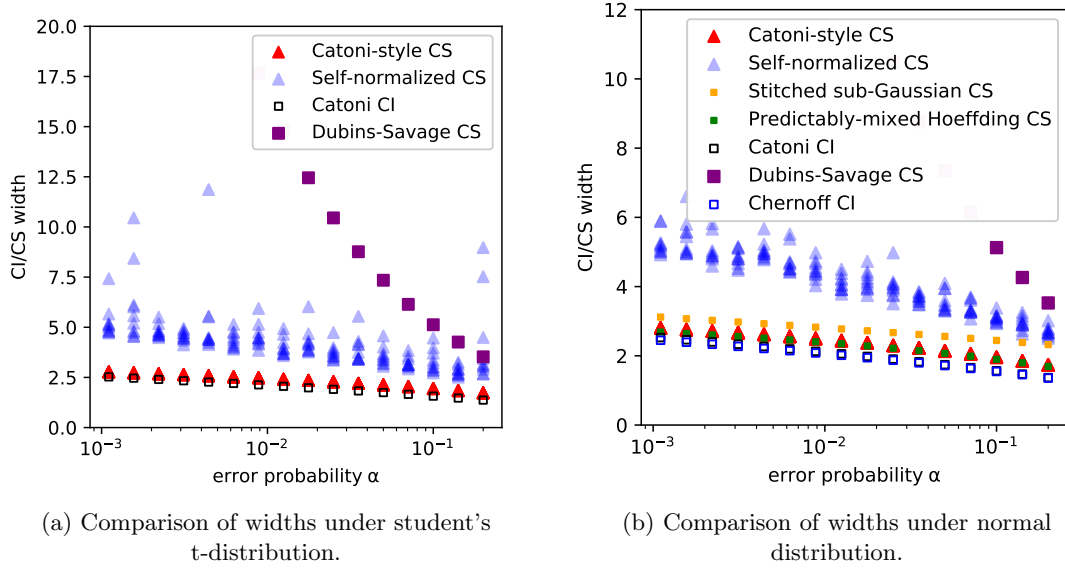 20.0
17.5
15.0
12.5
10.0
7.5
5.0
2.5
0.0
CI/CS width
Catoni-style CS
Self-normalized CS
Catoni CI
Dubins-Savage CS
10⁻³
10⁻²
10⁻¹
error probability α
(a) Comparison of widths under student's
t-distribution.
12
10
8
6
4
2
0
CI/CS width
Catoni-style CS
Self-normalized CS
Stitched sub-Gaussian CS
Predictably-mixed Hoeffding CS
Catoni CI
Dubins-Savage CS
Chernoff CI
10⁻³
10⁻²
10⁻¹
error probability α
(b) Comparison of widths under normal
distribution.